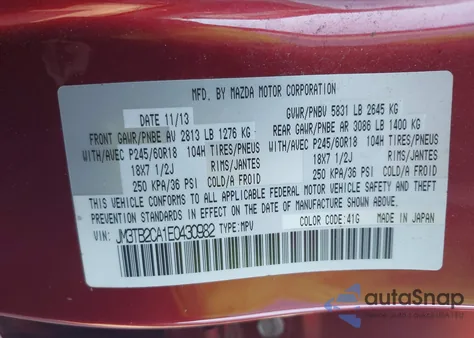 MFD. BY MAZDA MOTOR CORPORATION
DATE 11/13
GVWR/PNBV 5831 LB 2645 KG
FRONT GAWR/PNBE AV 2813 LB 1276 KG
REAR GAWR/PNBE AR 3086 LB 1400 KG
WITH/AVEC P245/60R18 104H TIRES/PNEUS
WITH/AVEC P245/60R18 104H TIRES/PNEUS
18X7 1/2J RIMS/JANTES
18X7 1/2J RIMS/JANTES
250 KPA/36 PSI COLD/A FROID
250 KPA/36 PSI COLD/A FROID
THIS VEHICLE CONFORMS TO ALL APPLICABLE FEDERAL MOTOR VEHICLE SAFETY, BUMPER, AND THEFT
PREVENTION STANDARDS IN EFFECT ON THE DATE OF MANUFACTURE SHOWN ABOVE.
VIN: JM3TB2CA1E0430982 TYPE:MPV COLOR CODE:41G MADE IN JAPAN
autoSnap